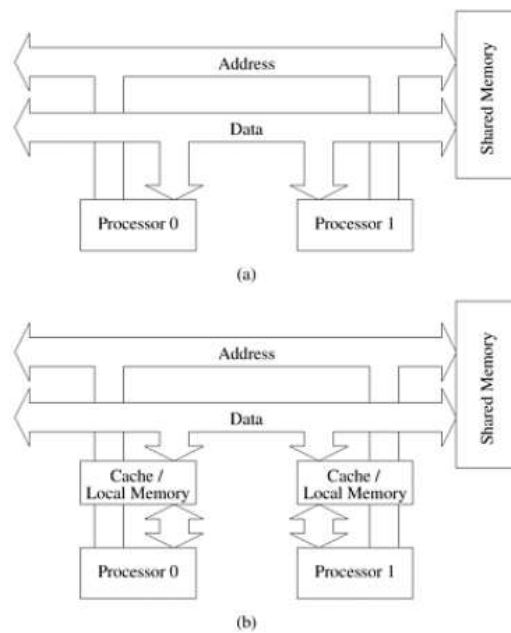 Address
Shared Memory
Data
Processor 0
Processor 1
(a)
Address
Shared Memory
Data
Cache /
Local Memory
Cache /
Local Memory
Processor 0
Processor 1
(b)